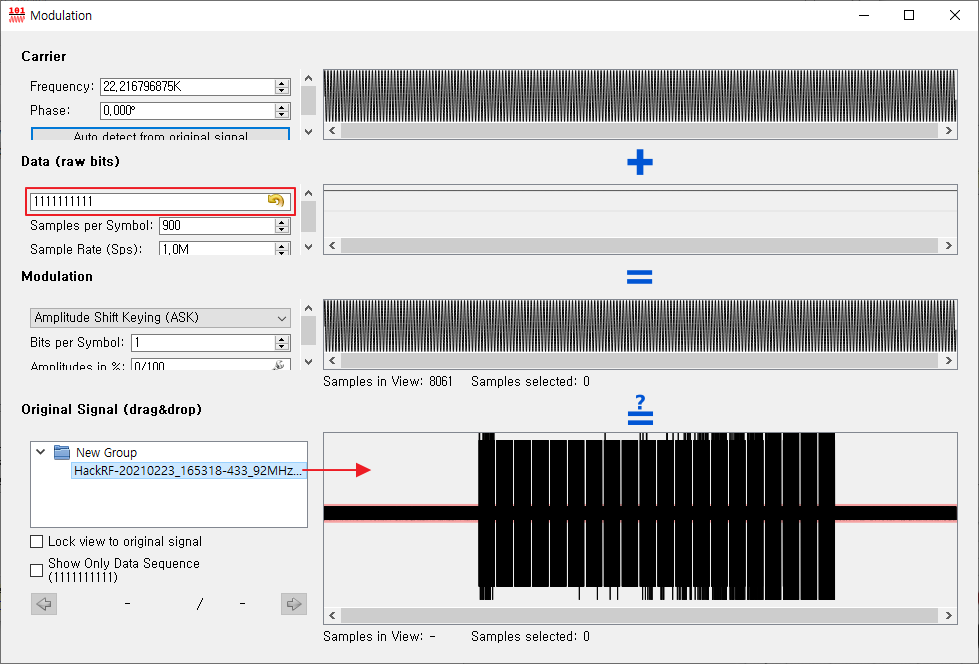 101
Modulation
Carrier
Frequency: 22,216796875K
Phase: 0,000º
Auto detect from original signal
Data (raw bits)
1111111111
Samples per Symbol: 900
Sample Rate (Sps): 1,0M
Modulation
Amplitude Shift Keying (ASK)
Bits per Symbol: 1
Amplitudes in %: 0/100
Samples in View: 8061 Samples selected: 0
?
Original Signal (drag&drop)
New Group
HackRF-20210223_165318-433_92MHz...
Lock view to original signal
Show Only Data Sequence
(1111111111)
- / -
Samples in View: - Samples selected: 0